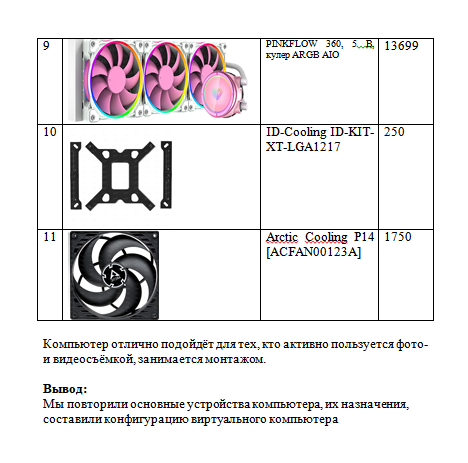 9 PINKFLOW 360, 5 В, 13699
кулер ARGB AIO
10 ID-Cooling ID-KIT- 250
XT-LGA1217
11 Arctic Cooling P14 1750
[ACFAN00123A]
Компьютер отлично подойдёт для тех, кто активно пользуется фото-
и видеосъёмкой, занимается монтажом.
Вывод:
Мы повторили основные устройства компьютера, их назначения,
составили конфигурацию виртуального компьютера